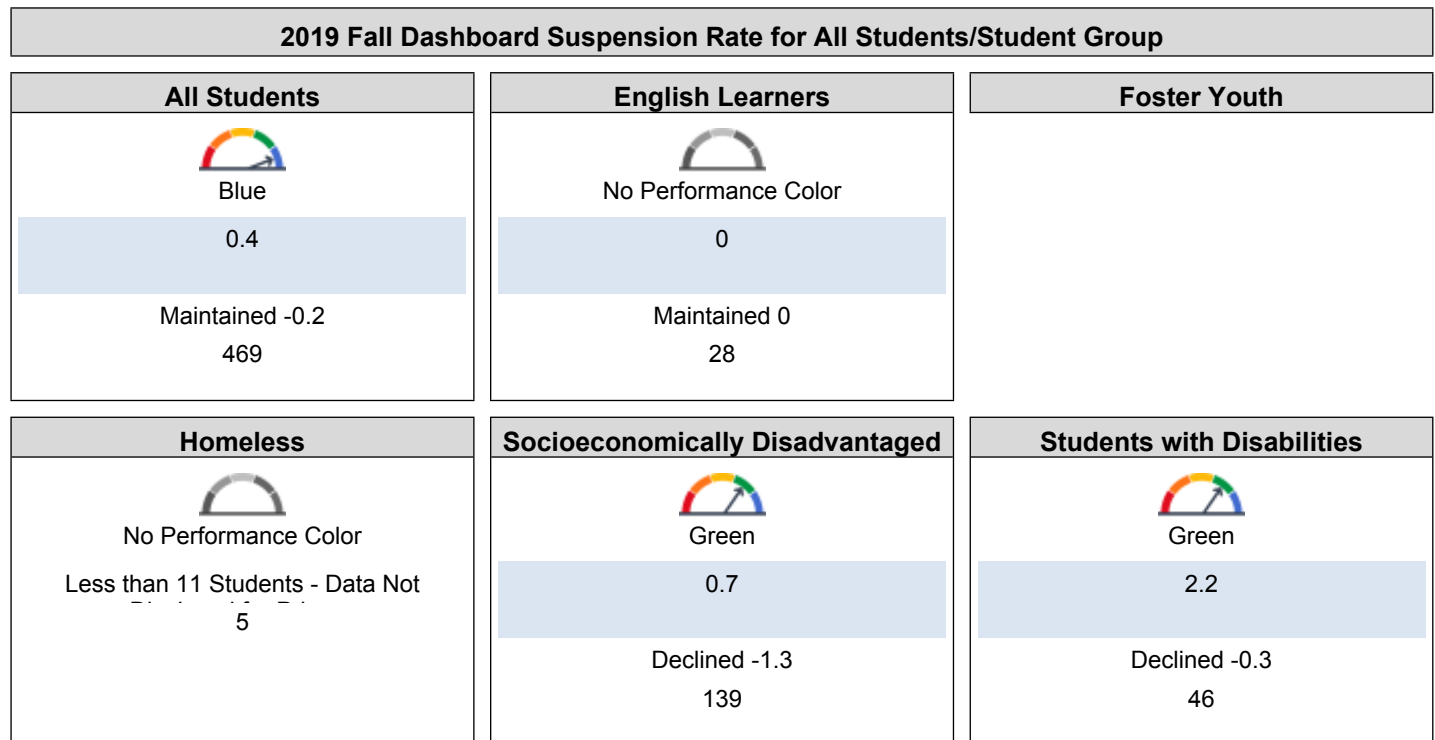 2019 Fall Dashboard Suspension Rate for All Students/Student Group
All Students
Blue
0.4
Maintained -0.2
469
English Learners
No Performance Color
0
Maintained 0
28
Foster Youth
Homeless
No Performance Color
Less than 11 Students - Data Not
5
Socioeconomically Disadvantaged
Green
0.7
Declined -1.3
139
Students with Disabilities
Green
2.2
Declined -0.3
46